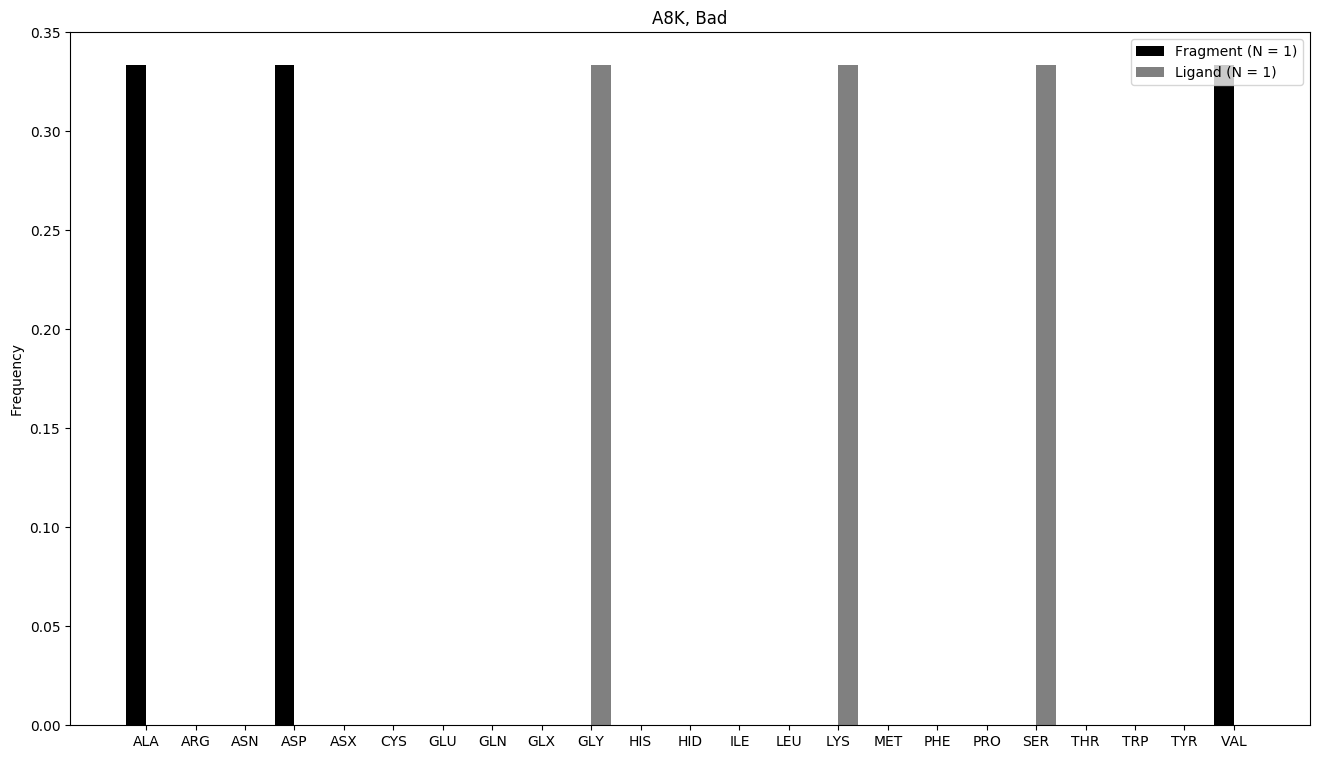 A8K, Bad
Fragment (N = 1)
Ligand (N = 1)
Frequency
0.35
0.30
0.25
0.20
0.15
0.10
0.05
0.00
ALA ARG ASN ASP ASX CYS GLU GLN GLX GLY HIS HID ILE LEU LYS MET PHE PRO SER THR TRP TYR VAL